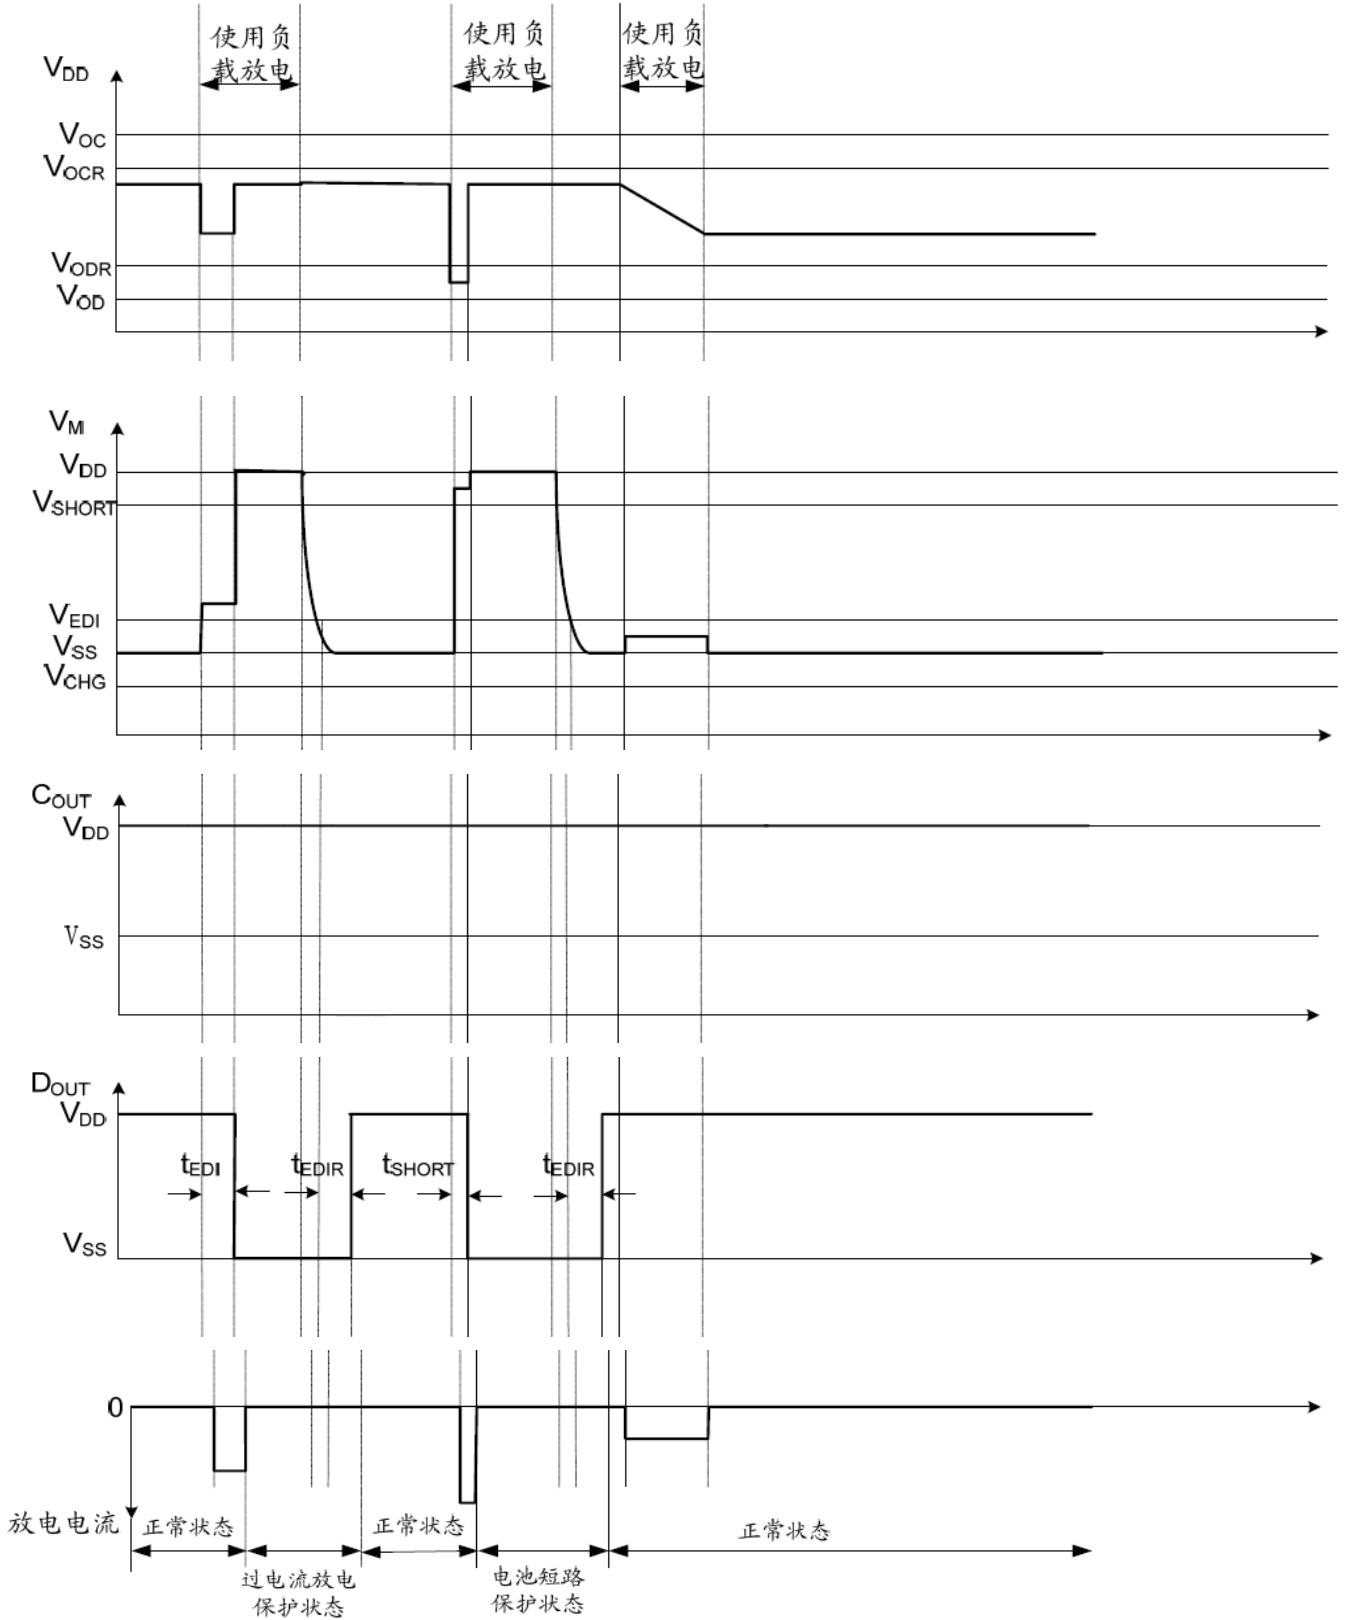 使用负
载放电
使用负
载放电
使用负
载放电
VDD
VOC
VOCR
VODR
VOD
VM
VDD
VSHORT
VEDI
VSS
VCHG
COUT
VDD
VSS
DOUT
VDD
tEDI
tEDIR
tSHORT
tEDIR
VSS
0
放电电流
正常状态
正常状态
正常状态
过电流放电
保护状态
电池短路
保护状态